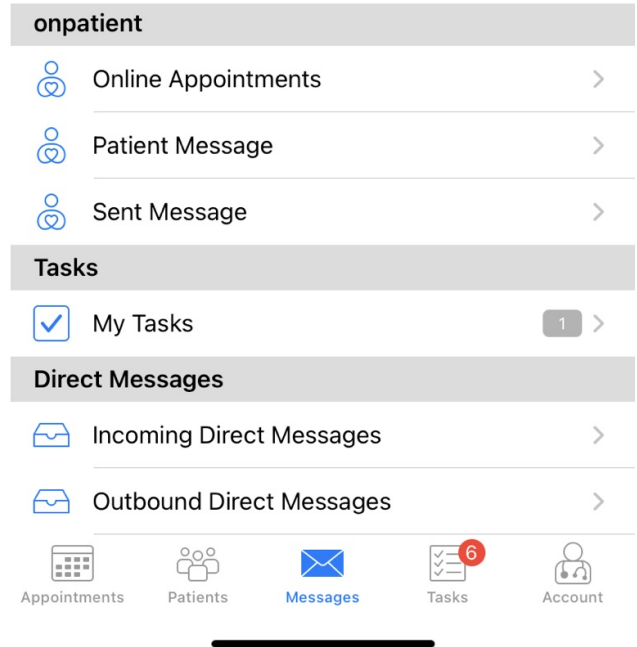 onpatient
Online Appointments
Patient Message
Sent Message
Tasks
My Tasks 1
Direct Messages
Incoming Direct Messages
Outbound Direct Messages
6
Appointments Patients Messages Tasks Account